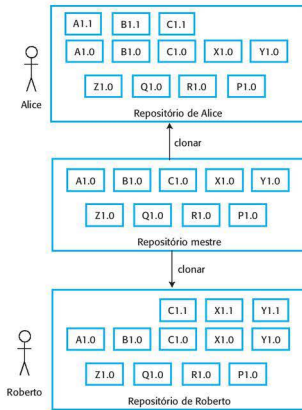 A1.1 B1.1 C1.1
A1.0 B1.0 C1.0 X1.0 Y1.0
Z1.0 Q1.0 R1.0 P1.0
Alice
Repositório de Alice
clonar
A1.0 B1.0 C1.0 X1.0 Y1.0
Z1.0 Q1.0 R1.0 P1.0
Repositório mestre
clonar
C1.1 X1.1 Y1.1
A1.0 B1.0 C1.0 X1.0 Y1.0
Z1.0 Q1.0 R1.0 P1.0
Roberto
Repositório de Roberto